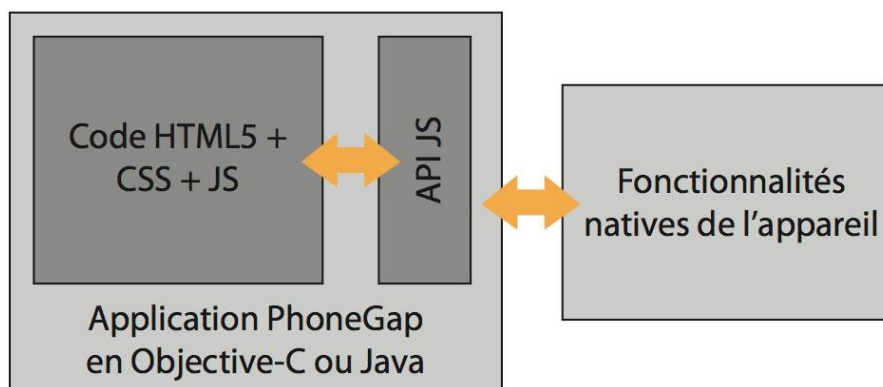 Code HTML5 +
CSS + JS
API JS
Fonctionnalités
natives de l’appareil
Application PhoneGap
en Objective-C ou Java